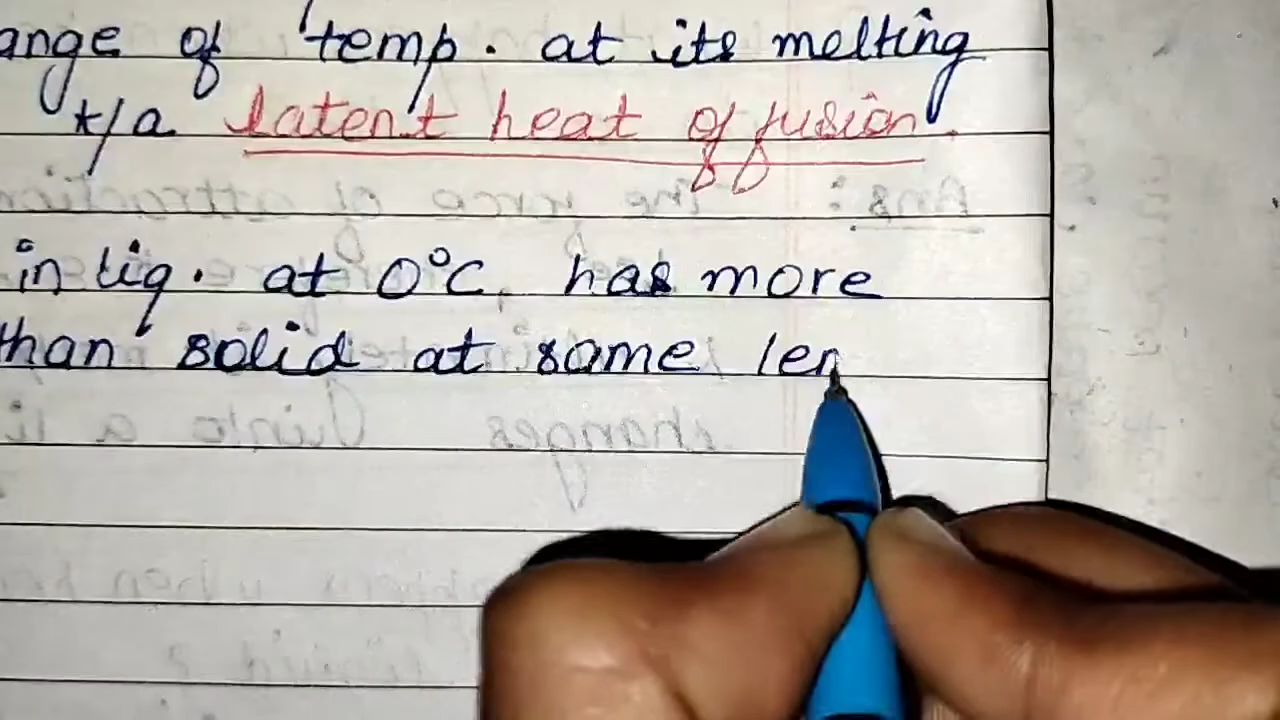 ange of temp. at its melting
k/a latent heat of fusion.
in liq. at 0°C, has more
than solid at same